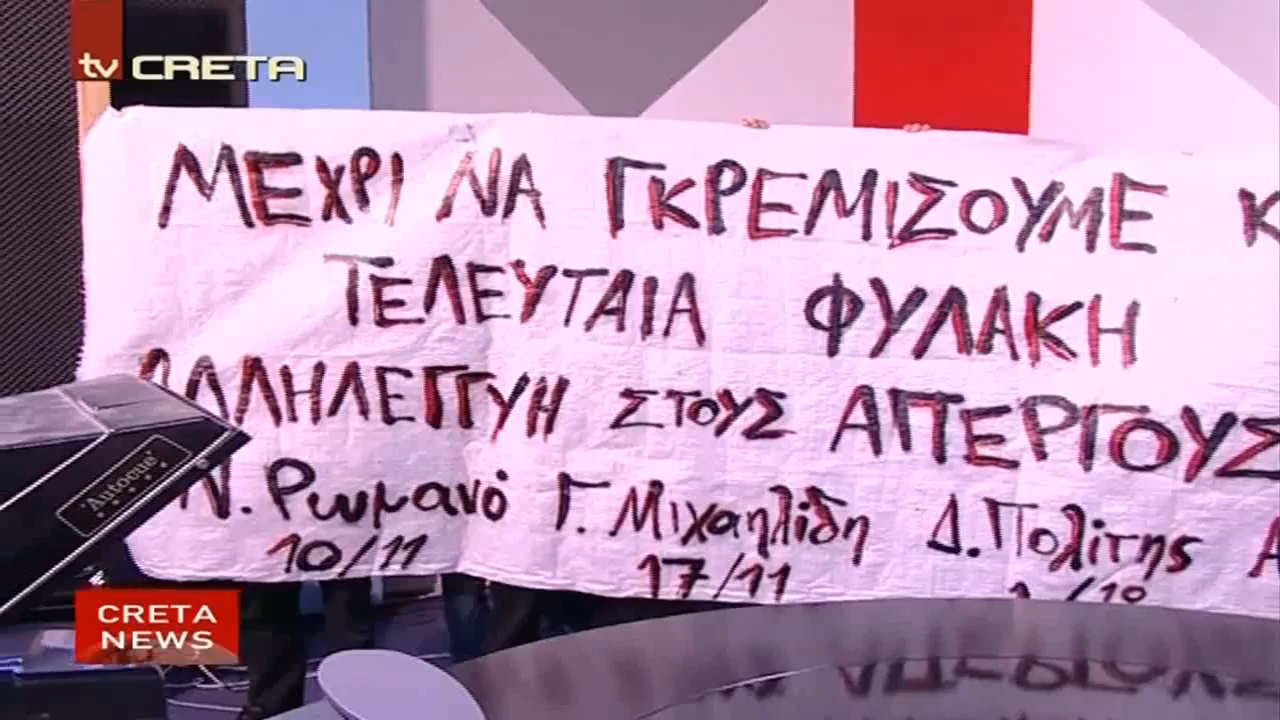 tv CRETA
ΜΕΧΡΙ ΝΑ ΓΚΡΕΜΙΣΟΥΜΕ Κ
ΤΕΛΕΥΤΑΙΑ ΦΥΛΑΚΗ
ΑΛΛΗΛΕΓΓΥΗ ΣΤΟΥΣ ΑΠΕΡΓΟΥΣ
Ν. Ρωμανό Γ. Μιχαηλίδη Δ. Πολίτης Α
10/11 17/11
'Autocue'
CRETA
NEWS